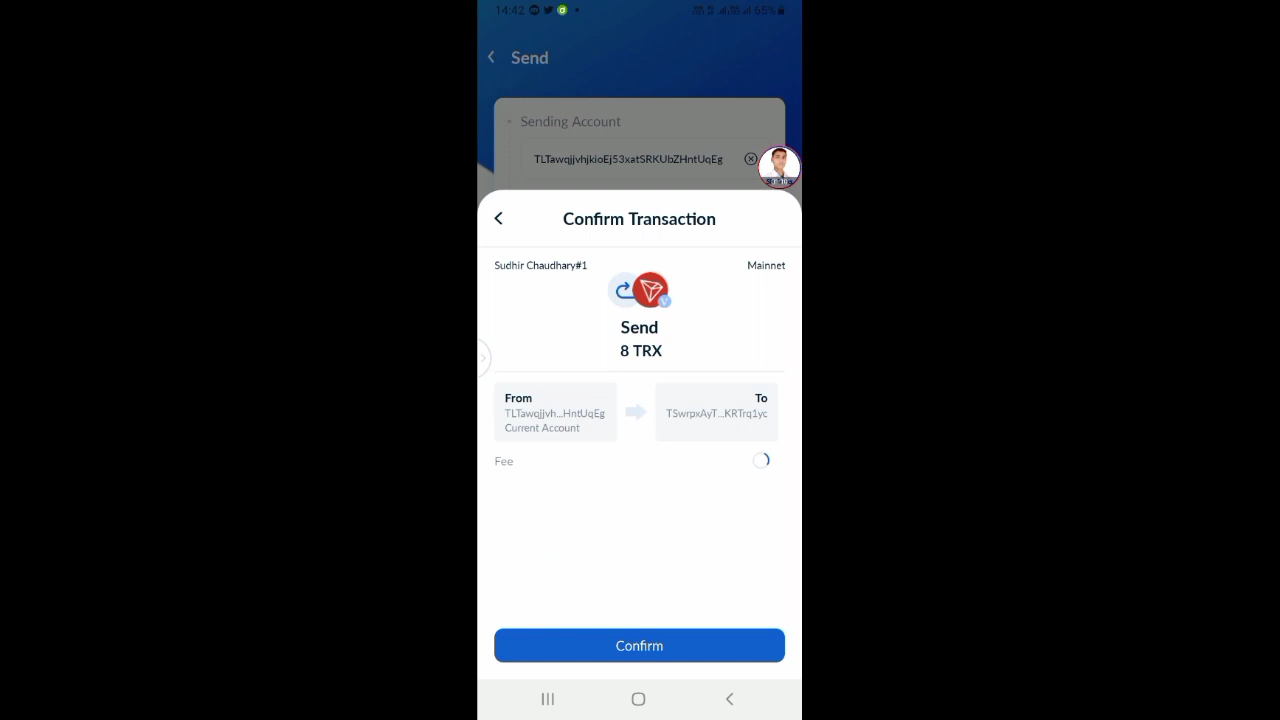 14:42
65%
Send
Sending Account
TLTawqjjvhjkioEj53xatSRKUbZHntUqEg
Confirm Transaction
Sudhir Chaudhary#1
Mainnet
Send
8 TRX
From
To
TLTawqjjvh...HntUqEg
TSwrpxAyT...KRTrq1yc
Current Account
Fee
Confirm